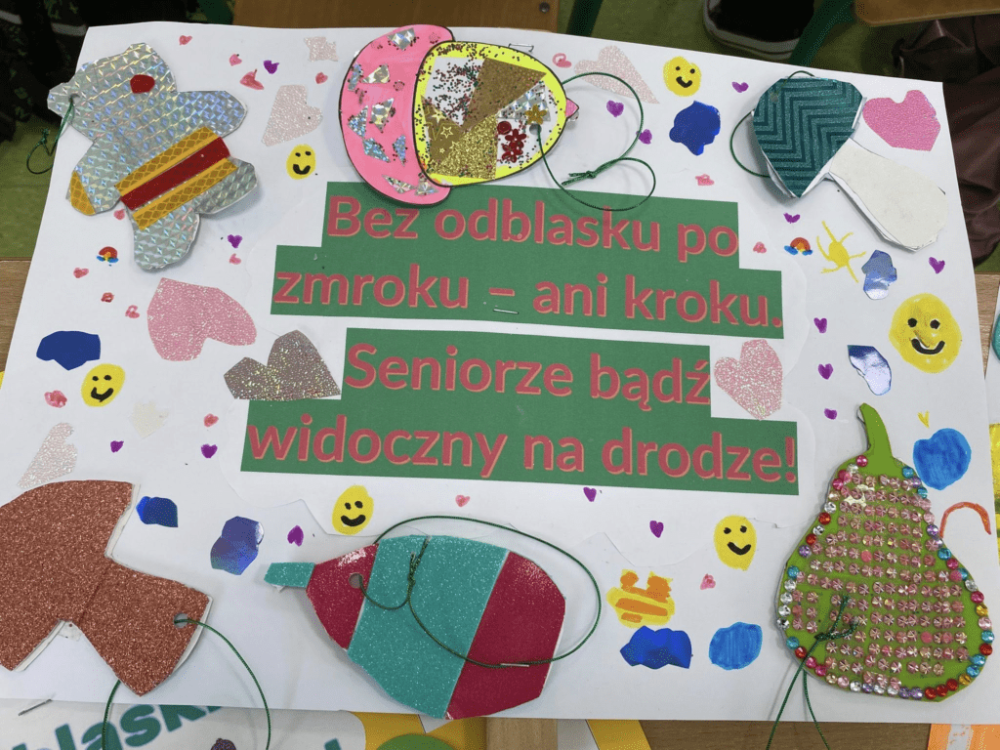 Bez odblasku po
zmroku – ani kroku.
Seniorze bądź
widoczny na drodze!